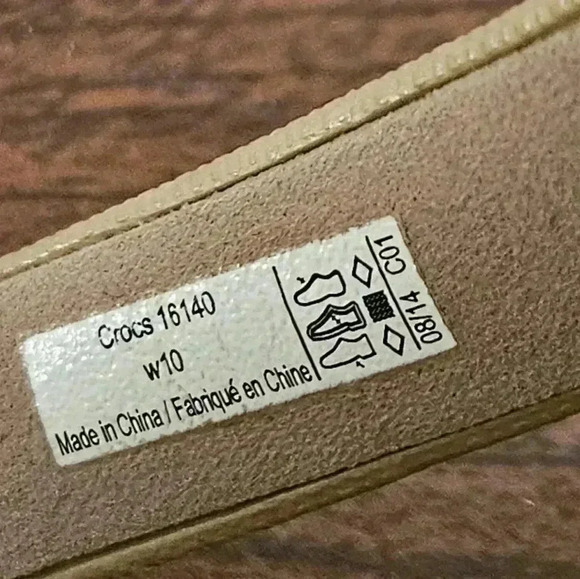 Crocs 16140
w10
Made in China / Fabriqué en Chine
08/14 C01